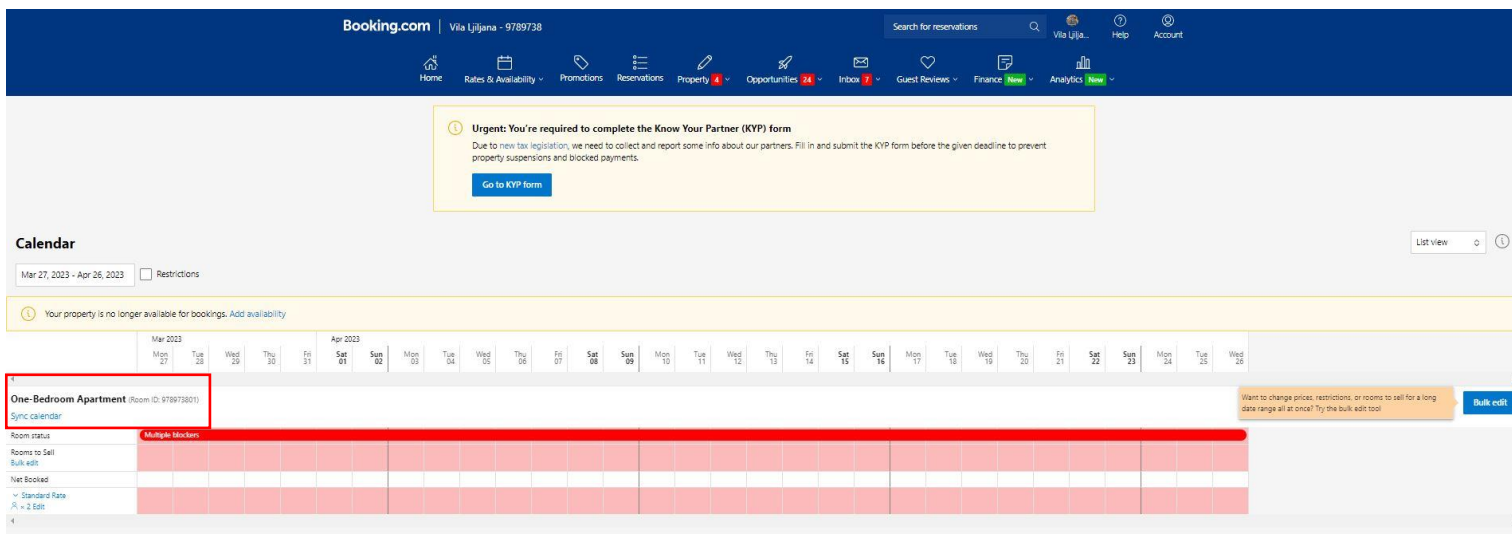 Booking.com | Vila Ljiljana - 9789738
Search for reservations
Vila Ljilja...
Help
Account
Home
Rates & Availability
Promotions
Reservations
Property 4
Opportunities 24
Inbox 7
Guest Reviews
Finance New
Analytics New
Urgent: You're required to complete the Know Your Partner (KYP) form
Due to new tax legislation, we need to collect and report some info about our partners. Fill in and submit the KYP form before the given deadline to prevent
property suspensions and blocked payments.
Go to KYP form
Calendar
List view
Mar 27, 2023 - Apr 26, 2023
Restrictions
Your property is no longer available for bookings. Add availability
Mar 2023 Apr 2023
Mon Tue Wed Thu Fri Sat Sun Mon Tue Wed Thu Fri Sat Sun Mon Tue Wed Thu Fri Sat Sun Mon Tue Wed Thu Fri Sat Sun Mon Tue Wed
27 28 29 30 31 01 02 03 04 05 06 07 08 09 10 11 12 13 14 15 16 17 18 19 20 21 22 23 24 25 26
One-Bedroom Apartment (Room ID: 978973801)
Sync calendar
Want to change prices, restrictions, or rooms to sell for a long
date range all at once? Try the bulk edit tool
Bulk edit
Room status
Multiple blockers
Rooms to Sell
Bulk edit
Net Booked
Standard Rate
× 2 Edit